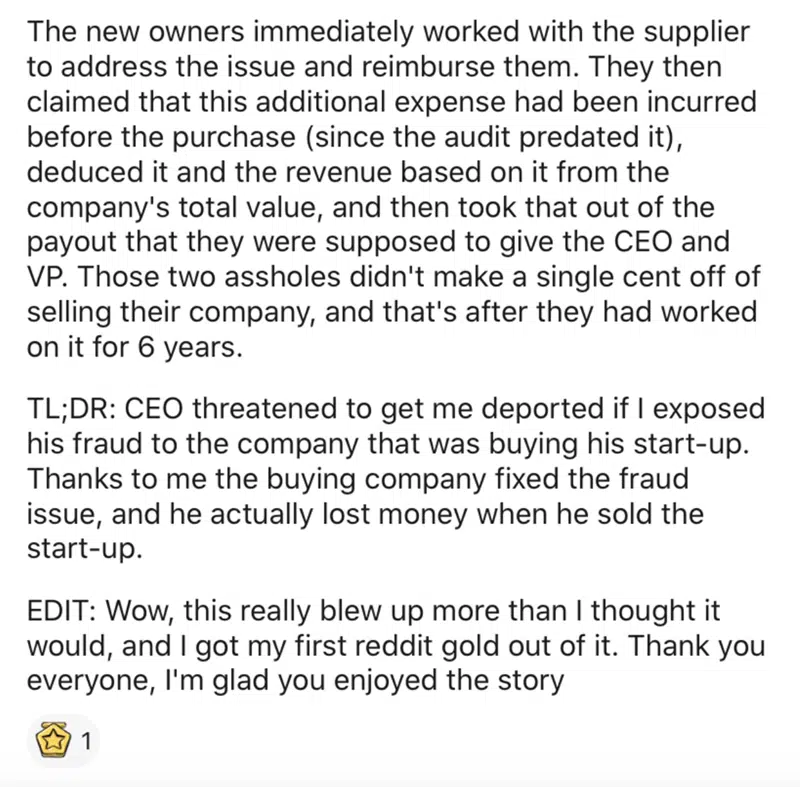 The new owners immediately worked with the supplier
to address the issue and reimburse them. They then
claimed that this additional expense had been incurred
before the purchase (since the audit predated it),
deduced it and the revenue based on it from the
company's total value, and then took that out of the
payout that they were supposed to give the CEO and
VP. Those two assholes didn't make a single cent off of
selling their company, and that's after they had worked
on it for 6 years.
TL;DR: CEO threatened to get me deported if I exposed
his fraud to the company that was buying his start-up.
Thanks to me the buying company fixed the fraud
issue, and he actually lost money when he sold the
start-up.
EDIT: Wow, this really blew up more than I thought it
would, and I got my first reddit gold out of it. Thank you
everyone, I'm glad you enjoyed the story
1